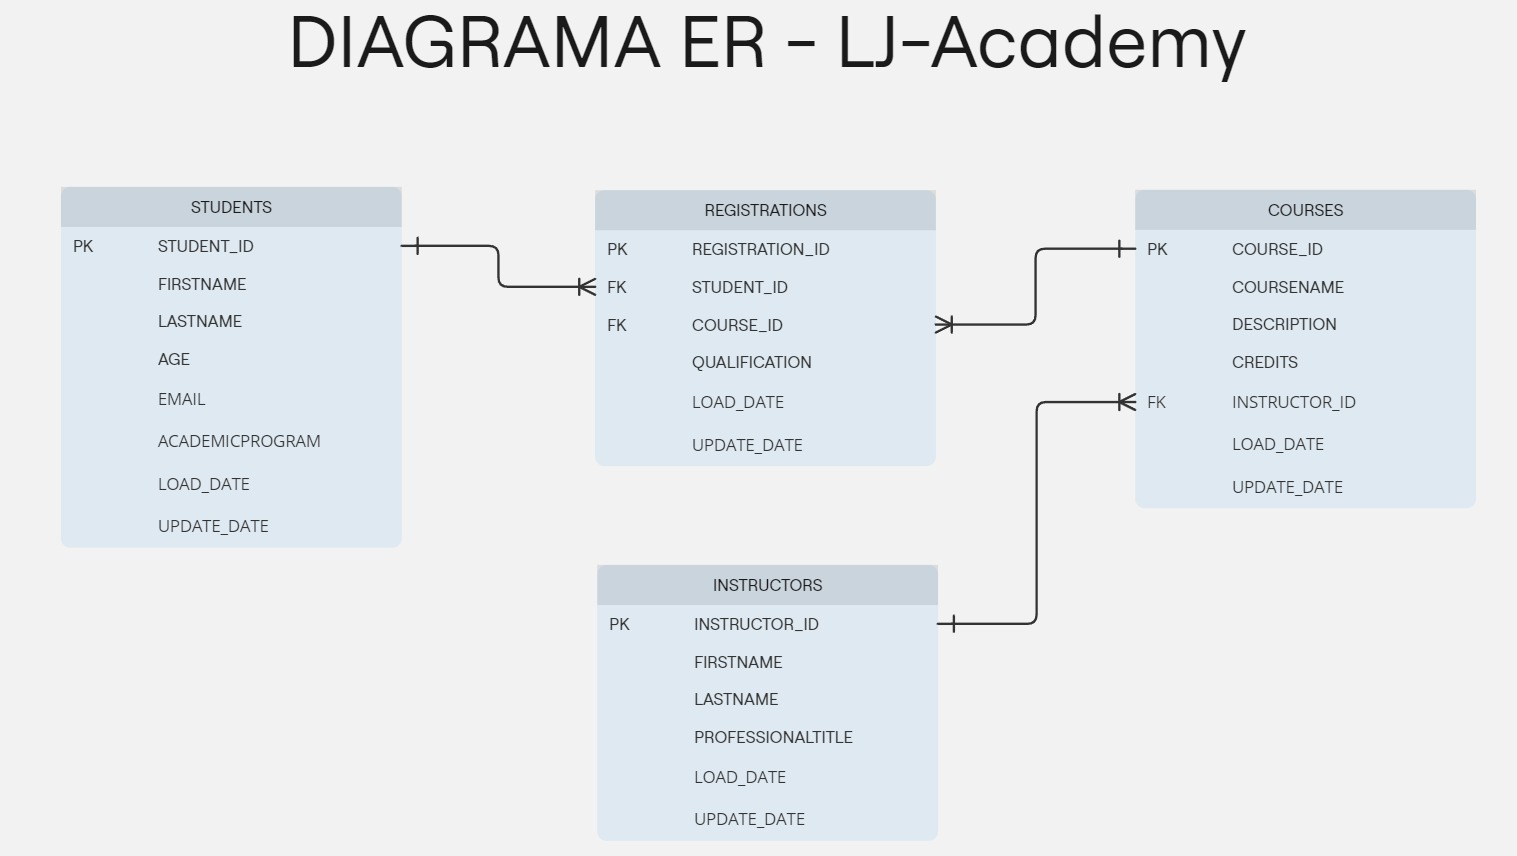 DIAGRAMA ER - LJ-Academy
STUDENTS
PK STUDENT_ID
FIRSTNAME
LASTNAME
AGE
EMAIL
ACADEMICPROGRAM
LOAD_DATE
UPDATE_DATE
REGISTRATIONS
PK REGISTRATION_ID
FK STUDENT_ID
FK COURSE_ID
QUALIFICATION
LOAD_DATE
UPDATE_DATE
COURSES
PK COURSE_ID
COURSENAME
DESCRIPTION
CREDITS
FK INSTRUCTOR_ID
LOAD_DATE
UPDATE_DATE
INSTRUCTORS
PK INSTRUCTOR_ID
FIRSTNAME
LASTNAME
PROFESSIONALTITLE
LOAD_DATE
UPDATE_DATE